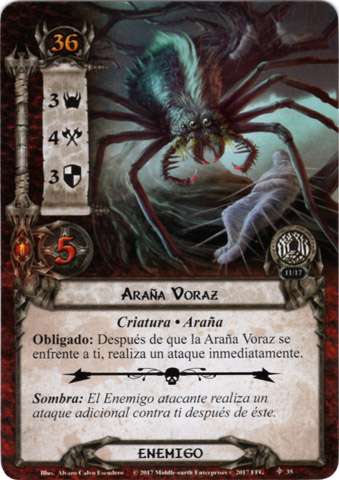 36
3
4
3
5
11/17
Araña Voraz
Criatura • Araña
Obligado: Después de que la Araña Voraz se
enfrente a ti, realiza un ataque inmediatamente.
Sombra: El Enemigo atacante realiza un
ataque adicional contra ti después de éste.
ENEMIGO
Illus. Alvaro Calvo Escudero © 2017 Middle-earth Enterprises © 2017 FFG 35